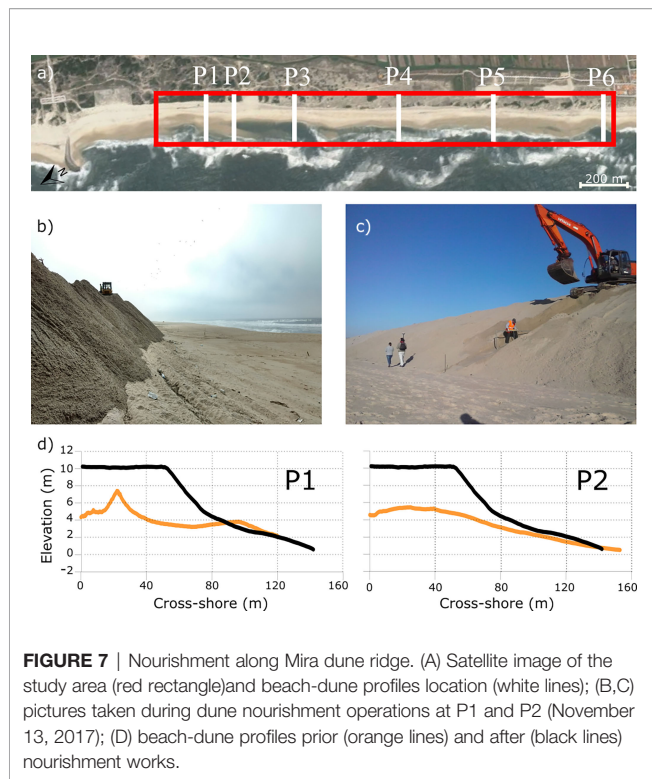 a)
P1 P2 P3 P4 P5 P6
N
200 m
b)
c)
d)
12
10
8
6
4
2
0
-2
Elevation (m)
P1
0 40 80 120 160
Cross-shore (m)
P2
0 40 80 120 160
Cross-shore (m)
FIGURE 7 | Nourishment along Mira dune ridge. (A) Satellite image of the
study area (red rectangle)and beach-dune profiles location (white lines); (B,C)
pictures taken during dune nourishment operations at P1 and P2 (November
13, 2017); (D) beach-dune profiles prior (orange lines) and after (black lines)
nourishment works.